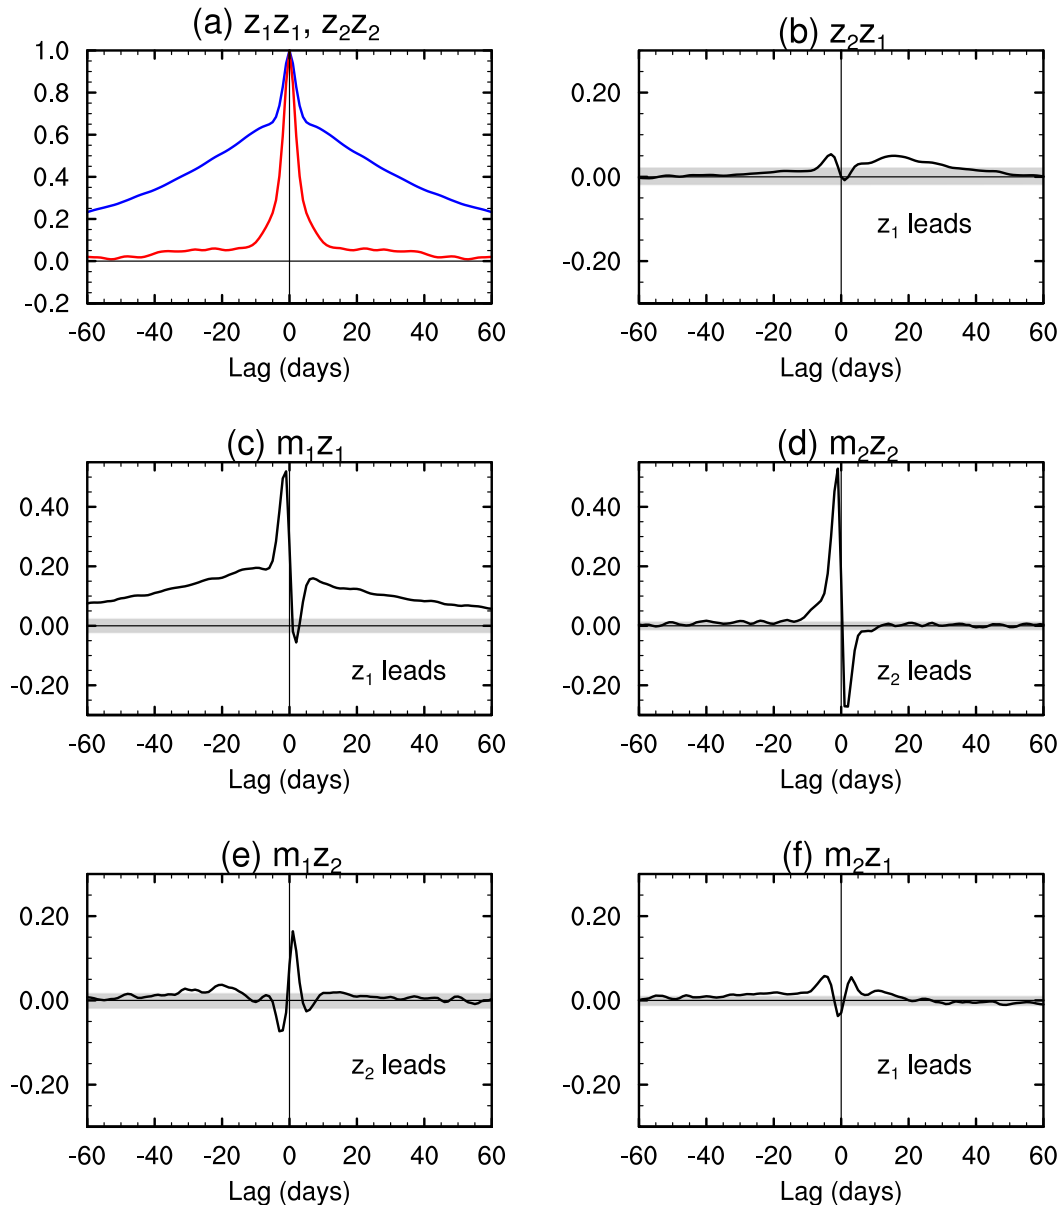 (a) z₁z₁, z₂z₂
1.0
0.8
0.6
0.4
0.2
0.0
-0.2
-60 -40 -20 0 20 40 60
Lag (days)
(b) z₂z₁
0.20
0.00
-0.20
z₁ leads
-60 -40 -20 0 20 40 60
Lag (days)
(c) m₁z₁
0.40
0.20
0.00
-0.20
z₁ leads
-60 -40 -20 0 20 40 60
Lag (days)
(d) m₂z₂
0.40
0.20
0.00
-0.20
z₂ leads
-60 -40 -20 0 20 40 60
Lag (days)
(e) m₁z₂
0.20
0.00
-0.20
z₂ leads
-60 -40 -20 0 20 40 60
Lag (days)
(f) m₂z₁
0.20
0.00
-0.20
z₁ leads
-60 -40 -20 0 20 40 60
Lag (days)